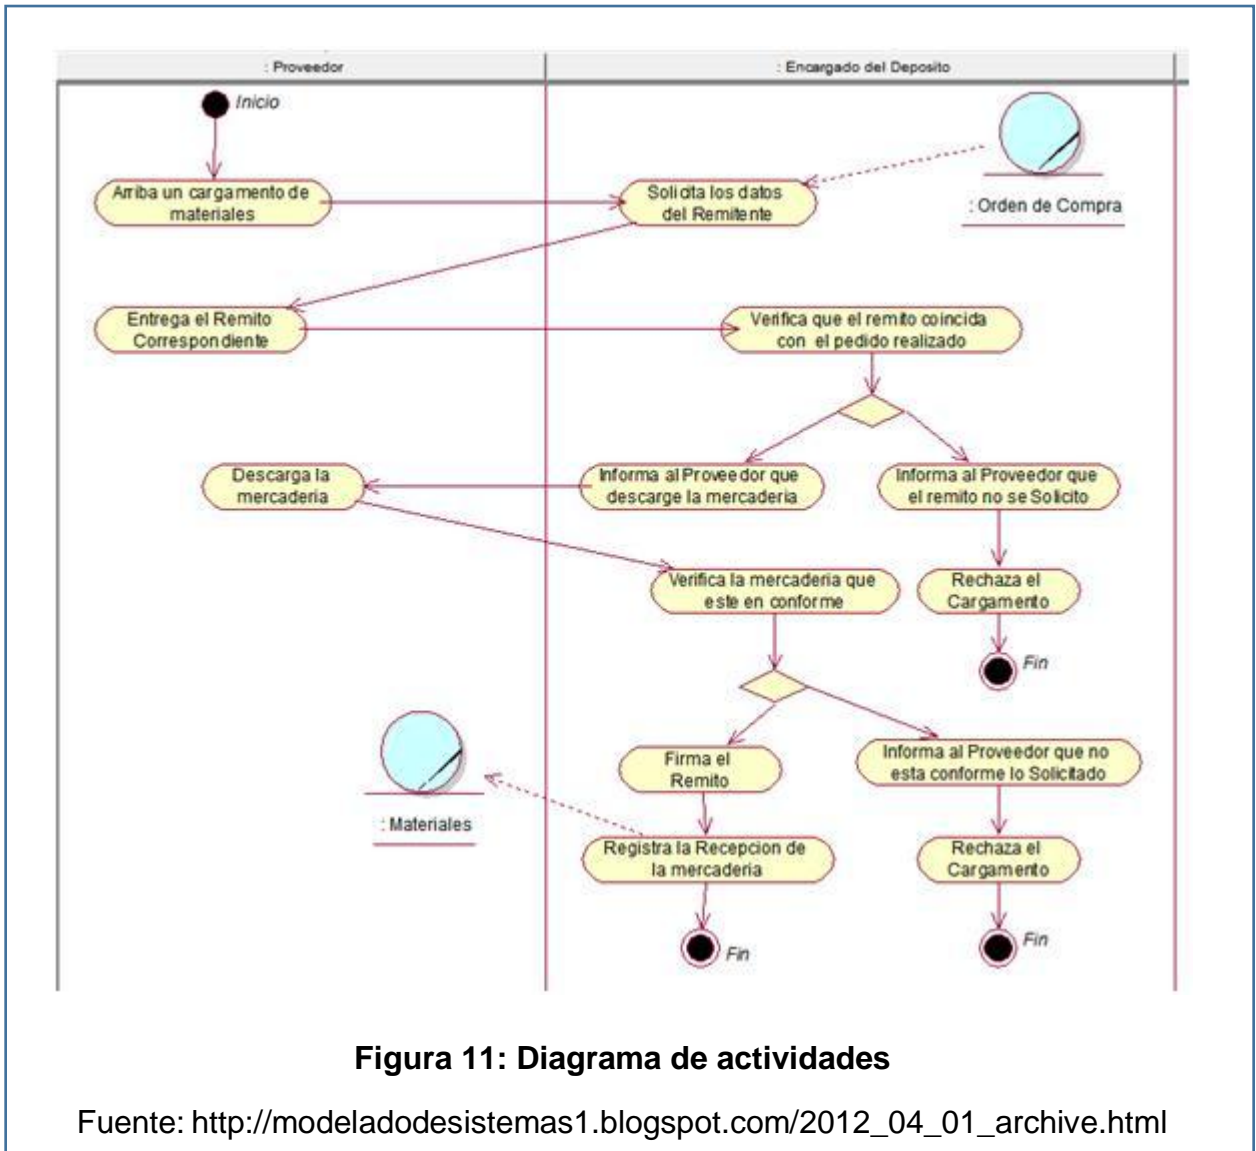 : Proveedor
: Encargado del Deposito
Inicio
Arriba un cargamento de
materiales
Solicita los datos
del Remitente
: Orden de Compra
Entrega el Remito
Correspondiente
Verifica que el remito coincida
con el pedido realizado
Descarga la
mercaderia
Informa al Proveedor que
descarge la mercaderia
Informa al Proveedor que
el remito no se Solicito
Verifica la mercaderia que
este en conforme
Rechaza el
Cargamento
Fin
Firma el
Remito
Informa al Proveedor que no
esta conforme lo Solicitado
: Materiales
Registra la Recepcion de
la mercaderia
Rechaza el
Cargamento
Fin
Fin
Figura 11: Diagrama de actividades
Fuente: http://modeladodesistemas1.blogspot.com/2012_04_01_archive.html